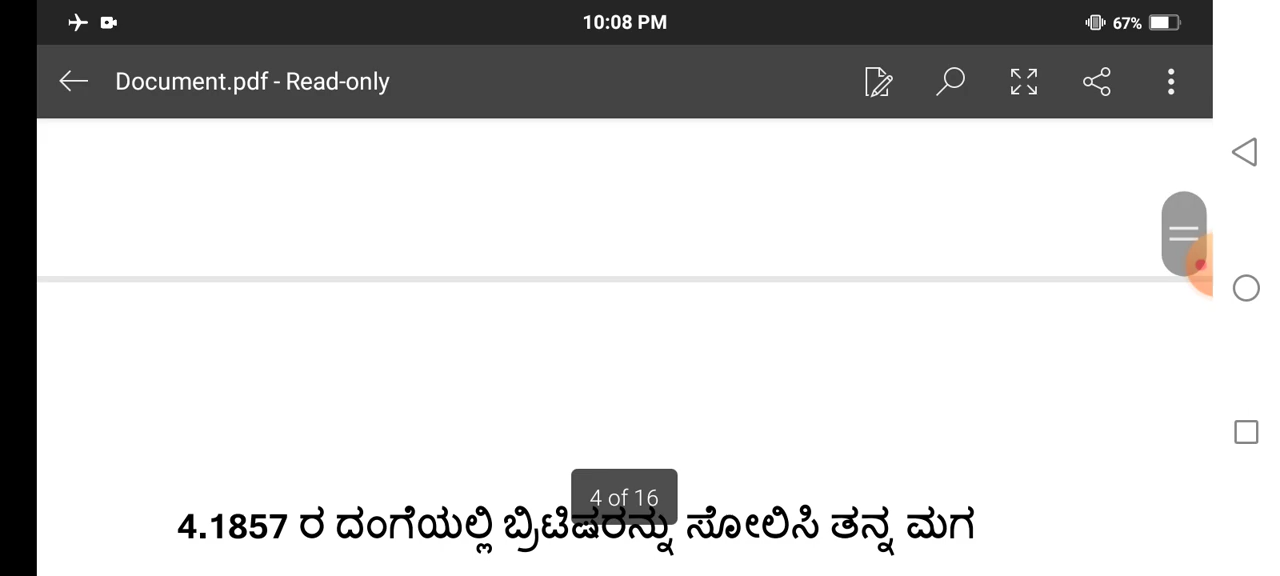 10:08 PM
67%
Document.pdf - Read-only
4 of 16
4.1857 ರ ದಂಗೆಯಲ್ಲಿ ಬ್ರಿಟಿಷರನ್ನು ಸೋಲಿಸಿ ತನ್ನ ಮಗ